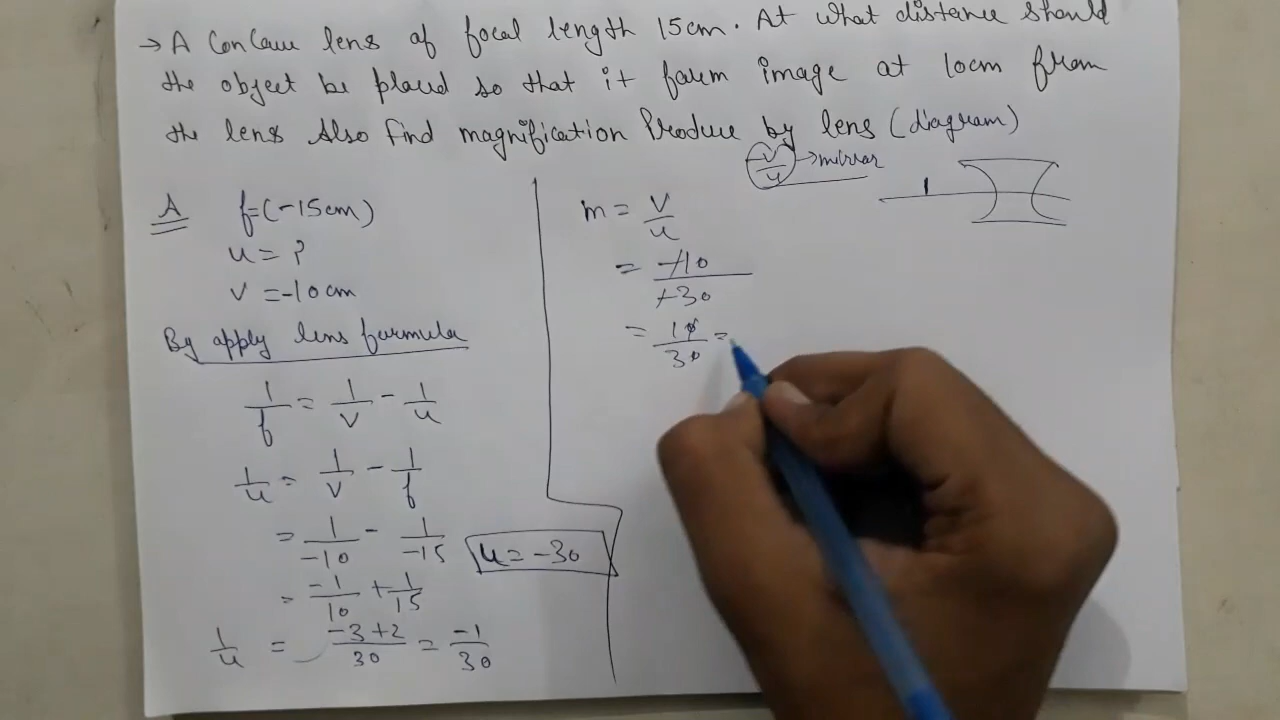 → A Concave lens of focal length 15cm. At what distance should
the object be placed so that it form image at 10cm from
the lens Also find magnification Produce by lens (diagram)
A
f=(-15cm)
u = ?
v =-10cm
By apply lens formula
1/f = 1/v - 1/u
1/u = 1/v - 1/f
= 1/-10 - 1/-15
= -1/10 + 1/15
1/u = -3+2/30 = -1/30
u = -30
m = v/u
= -10/-30
= 10/30 =
-v/u → mirror